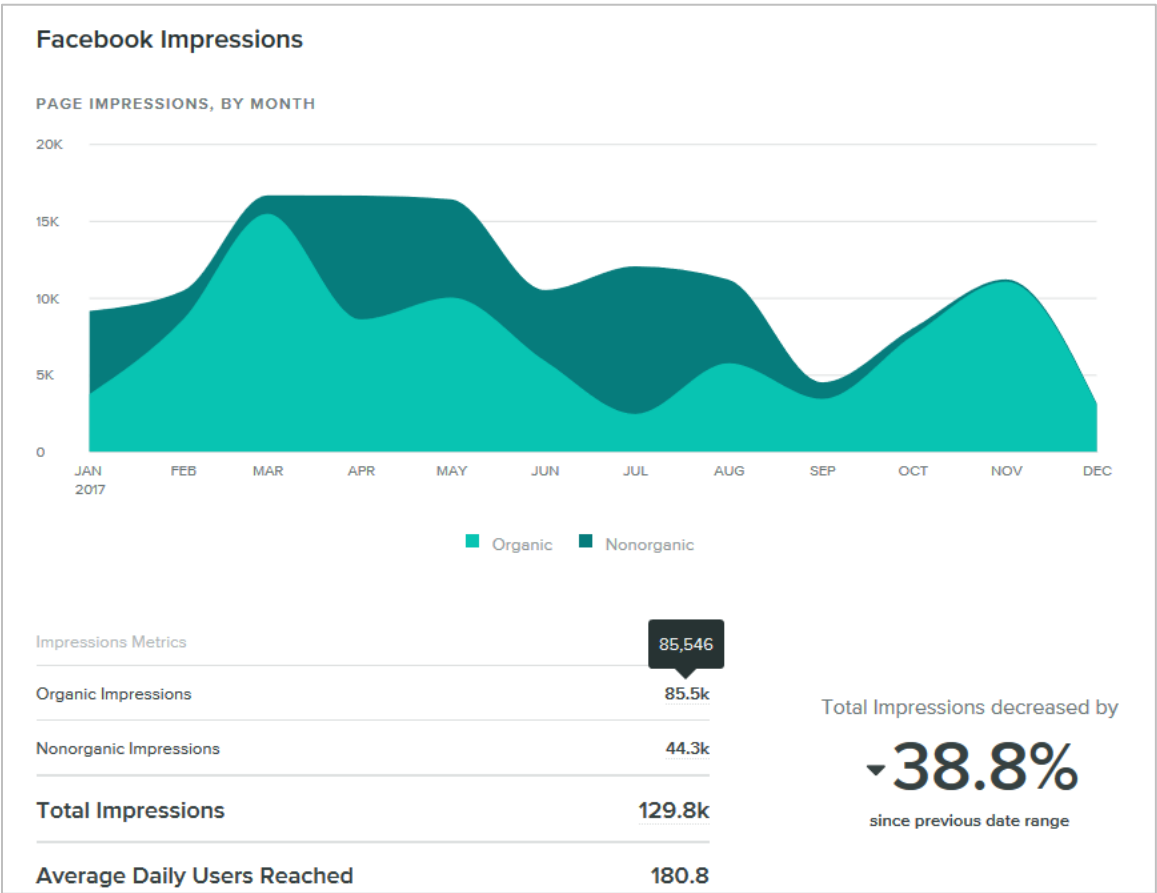 Facebook Impressions
PAGE IMPRESSIONS, BY MONTH
20K
15K
10K
5K
0
JAN FEB MAR APR MAY JUN JUL AUG SEP OCT NOV DEC
2017
Organic Nonorganic
Impressions Metrics
85,546
Organic Impressions 85.5k
Nonorganic Impressions 44.3k
Total Impressions 129.8k
Average Daily Users Reached 180.8
Total Impressions decreased by
38.8%
since previous date range